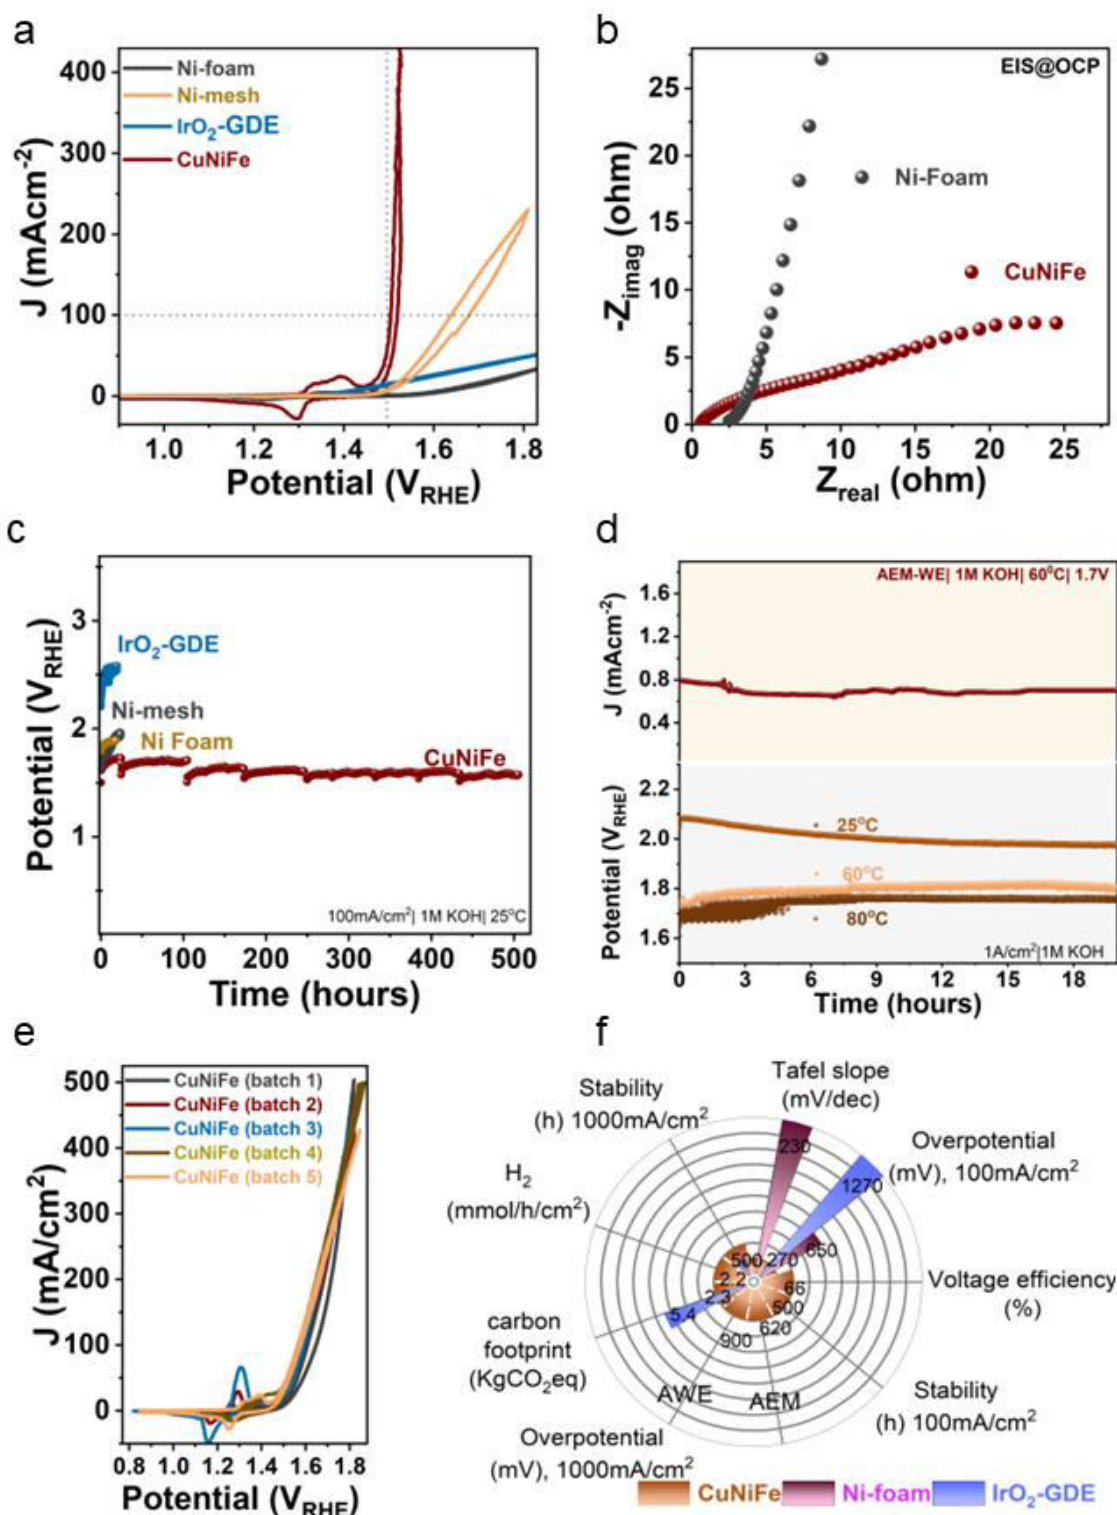 a
400
300
200
100
0
J (mAcm-2)
Ni-foam
Ni-mesh
IrO2-GDE
CuNiFe
1.0 1.2 1.4 1.6 1.8
Potential (VRHE)
b
EIS@OCP
25
20
15
10
5
0
-Zimag (ohm)
Ni-Foam
CuNiFe
0 5 10 15 20 25
Zreal (ohm)
c
3
2
1
Potential (VRHE)
IrO2-GDE
Ni-mesh
Ni Foam
CuNiFe
100mA/cm2| 1M KOH| 25oC
0 100 200 300 400 500
Time (hours)
d
AEM-WE| 1M KOH| 600C| 1.7V
1.6
1.2
0.8
0.4
J (mAcm-2)
2.2
2.0
1.8
1.6
Potential (VRHE)
25oC
60oC
80oC
1A/cm2|1M KOH
0 3 6 9 12 15 18
Time (hours)
e
500
400
300
200
100
0
J (mA/cm2)
CuNiFe (batch 1)
CuNiFe (batch 2)
CuNiFe (batch 3)
CuNiFe (batch 4)
CuNiFe (batch 5)
0.8 1.0 1.2 1.4 1.6 1.8
Potential (VRHE)
f
Tafel slope
(mV/dec)
Stability
(h) 1000mA/cm2
Overpotential
(mV), 100mA/cm2
H2
(mmol/h/cm2)
Voltage efficiency
(%)
carbon
footprint
(KgCO2eq)
Stability
(h) 100mA/cm2
Overpotential
(mV), 1000mA/cm2
230
1270
650
500
270
2.2
66
2.3
500
5.4
620
900
AWE
AEM
CuNiFe
Ni-foam
IrO2-GDE